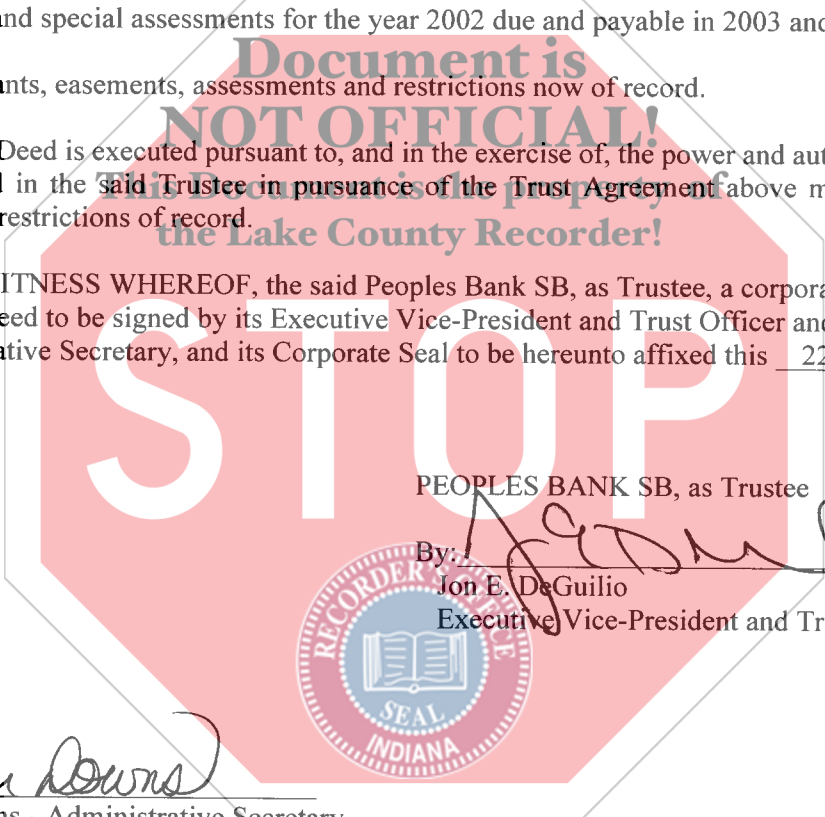 and special assessments for the year 2002 due and payable in 2003 and
Document is
ants, easements, assessments and restrictions now of record.
NOT OFFICIAL!
Deed is executed pursuant to, and in the exercise of, the power and aut
in the said Trustee in pursuance of the Trust Agreement above m
This Document is the property of
restrictions of record.
the Lake County Recorder!
ITNESS WHEREOF, the said Peoples Bank SB, as Trustee, a corpora
eed to be signed by its Executive Vice-President and Trust Officer and
ative Secretary, and its Corporate Seal to be hereunto affixed this 22
STOP
PEOPLES BANK SB, as Trustee
By:
Jon E. DeGuilio
Executive Vice-President and Tr
RECORDER'S OFFICE
SEAL
INDIANA
Downs
ns - Administrative Secretary